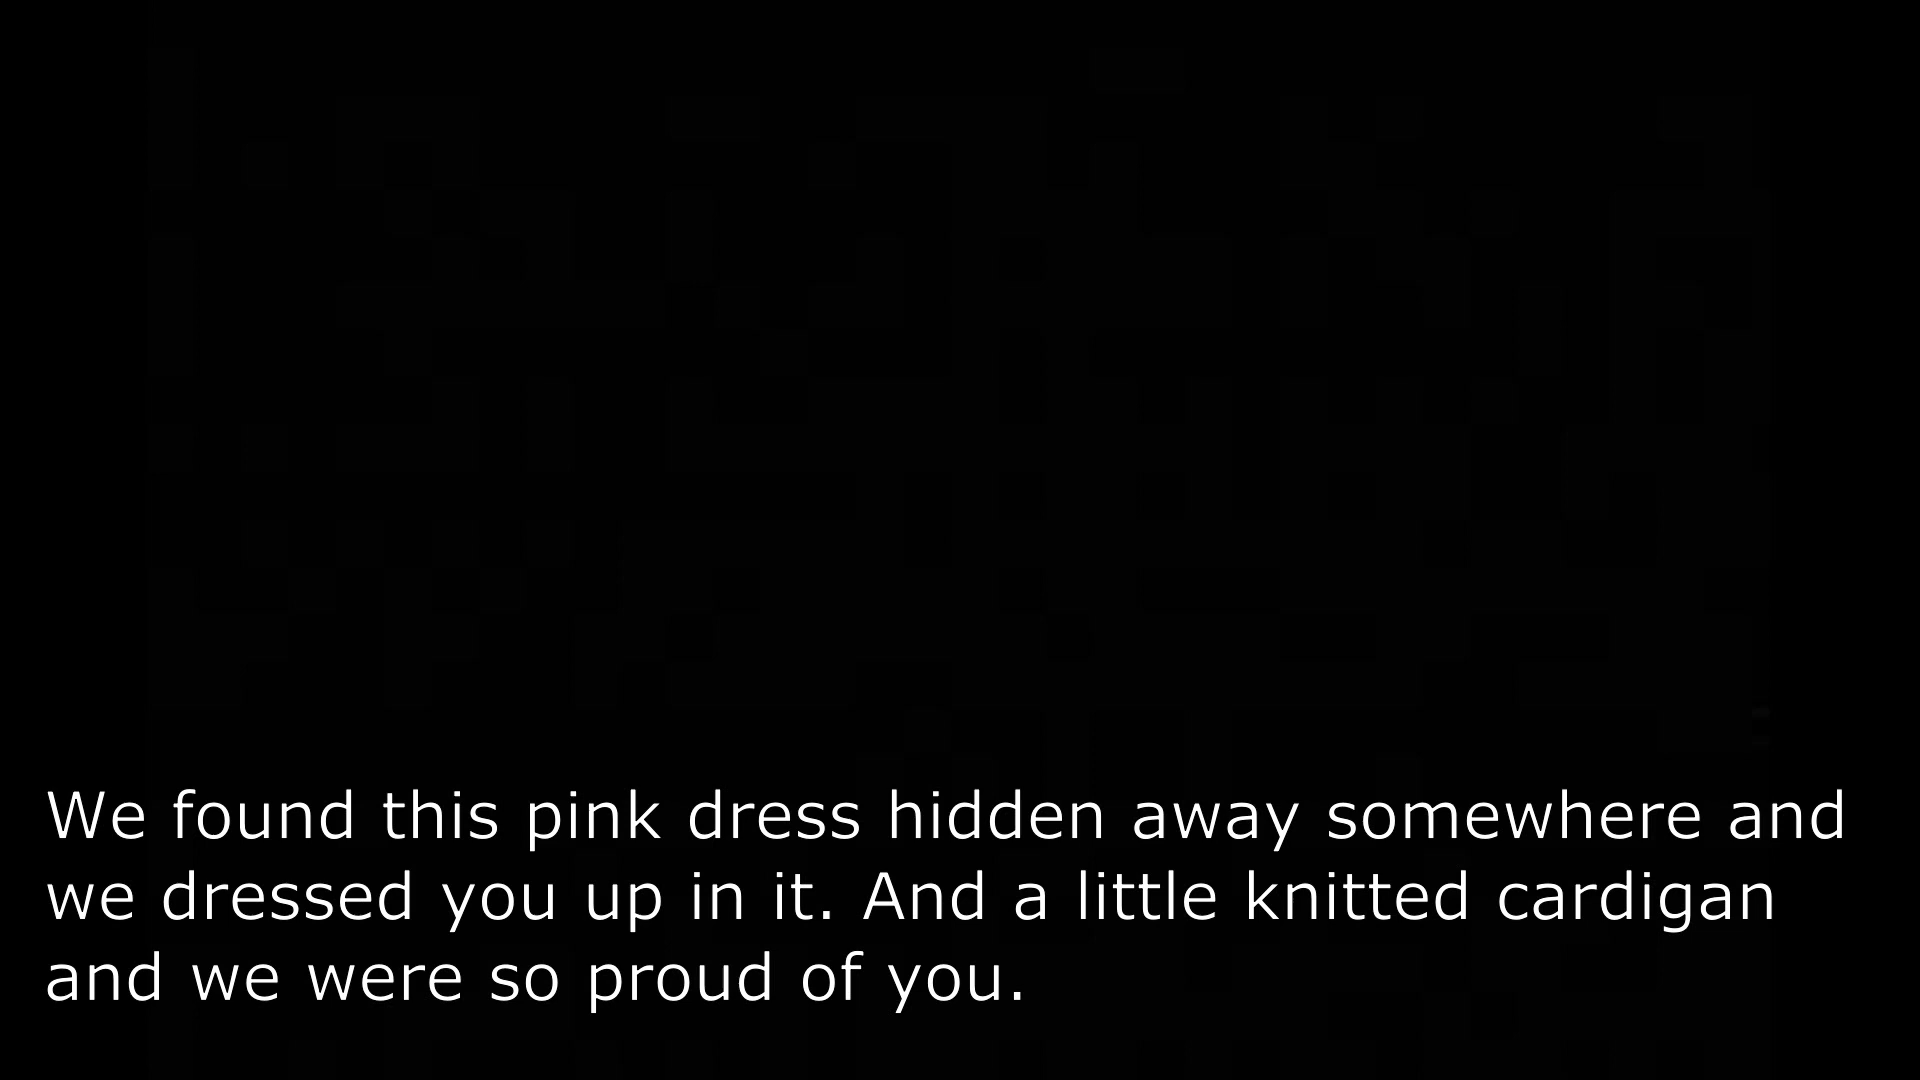 We found this pink dress hidden away somewhere and
we dressed you up in it. And a little knitted cardigan
and we were so proud of you.